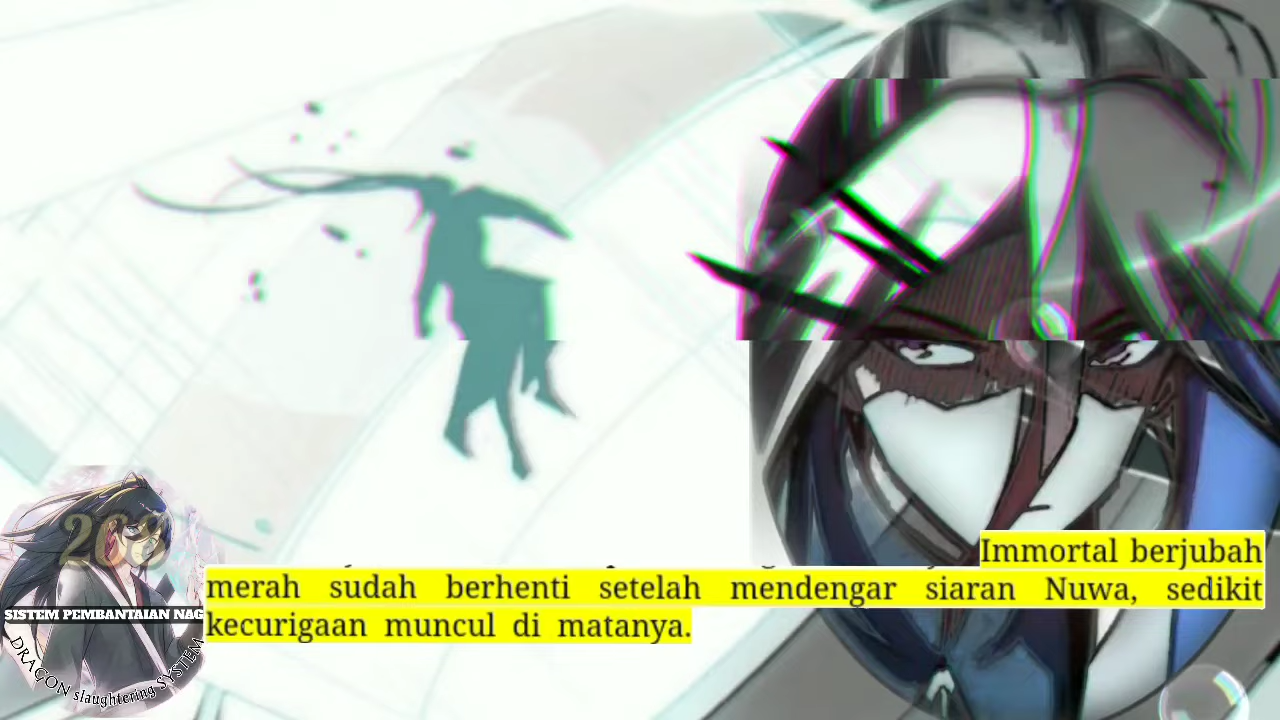 Immortal berjubah
merah sudah berhenti setelah mendengar siaran Nuwa, sedikit
kecurigaan muncul di matanya.
SISTEM PEMBANTAIAN NAG
DRAGON slaughtering SYSTEM